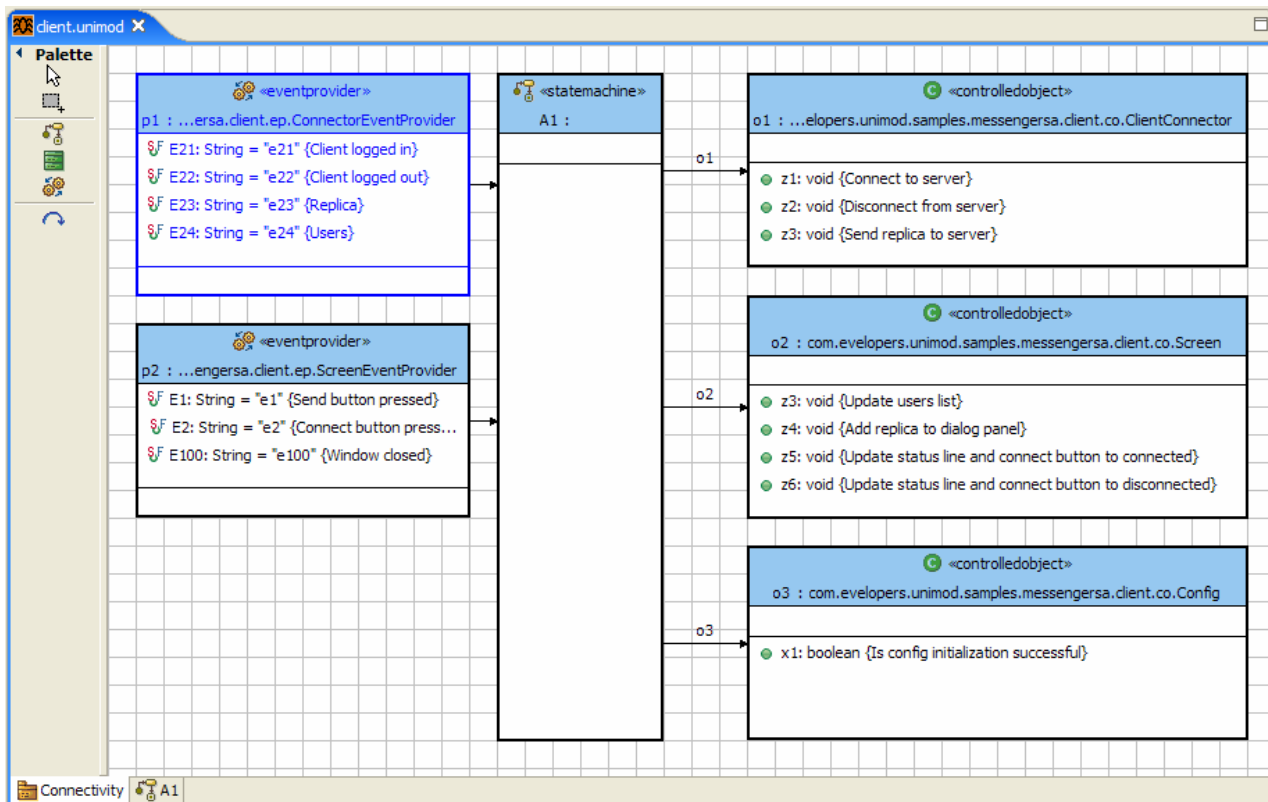 client.unimod
Palette
«eventprovider»
p1 : ...ersa.client.ep.ConnectorEventProvider
E21: String = "e21" {Client logged in}
E22: String = "e22" {Client logged out}
E23: String = "e23" {Replica}
E24: String = "e24" {Users}
«eventprovider»
p2 : ...engersa.client.ep.ScreenEventProvider
E1: String = "e1" {Send button pressed}
E2: String = "e2" {Connect button press...
E100: String = "e100" {Window closed}
«statemachine»
A1 :
o1
o2
o3
«controlledobject»
o1 : ...elopers.unimod.samples.messengersa.client.co.ClientConnector
z1: void {Connect to server}
z2: void {Disconnect from server}
z3: void {Send replica to server}
«controlledobject»
o2 : com.evelopers.unimod.samples.messengersa.client.co.Screen
z3: void {Update users list}
z4: void {Add replica to dialog panel}
z5: void {Update status line and connect button to connected}
z6: void {Update status line and connect button to disconnected}
«controlledobject»
o3 : com.evelopers.unimod.samples.messengersa.client.co.Config
x1: boolean {Is config initialization successful}
Connectivity
A1